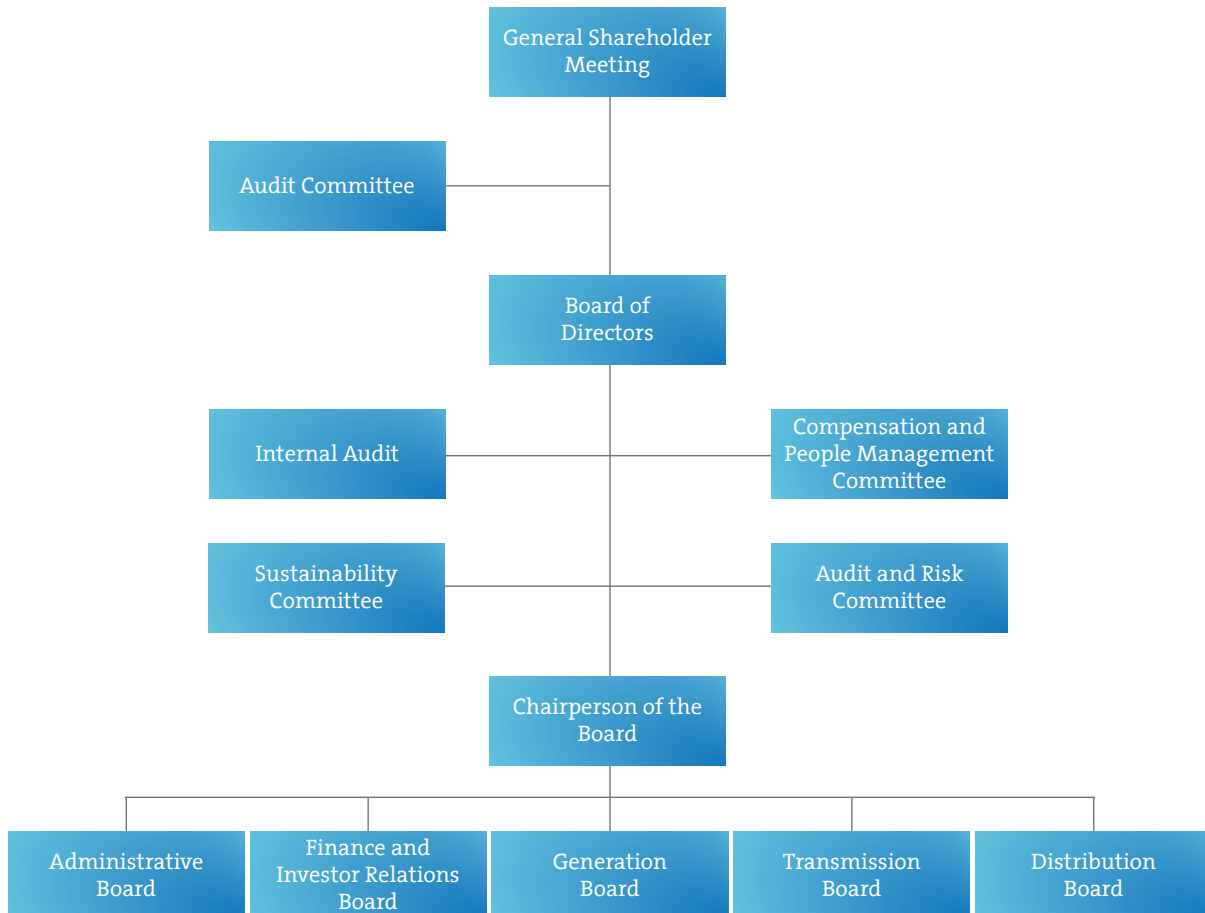 General Shareholder
Meeting
Audit Committee
Board of
Directors
Internal Audit
Compensation and
People Management
Committee
Sustainability
Committee
Audit and Risk
Committee
Chairperson of the
Board
Administrative
Board
Finance and
Investor Relations
Board
Generation
Board
Transmission
Board
Distribution
Board